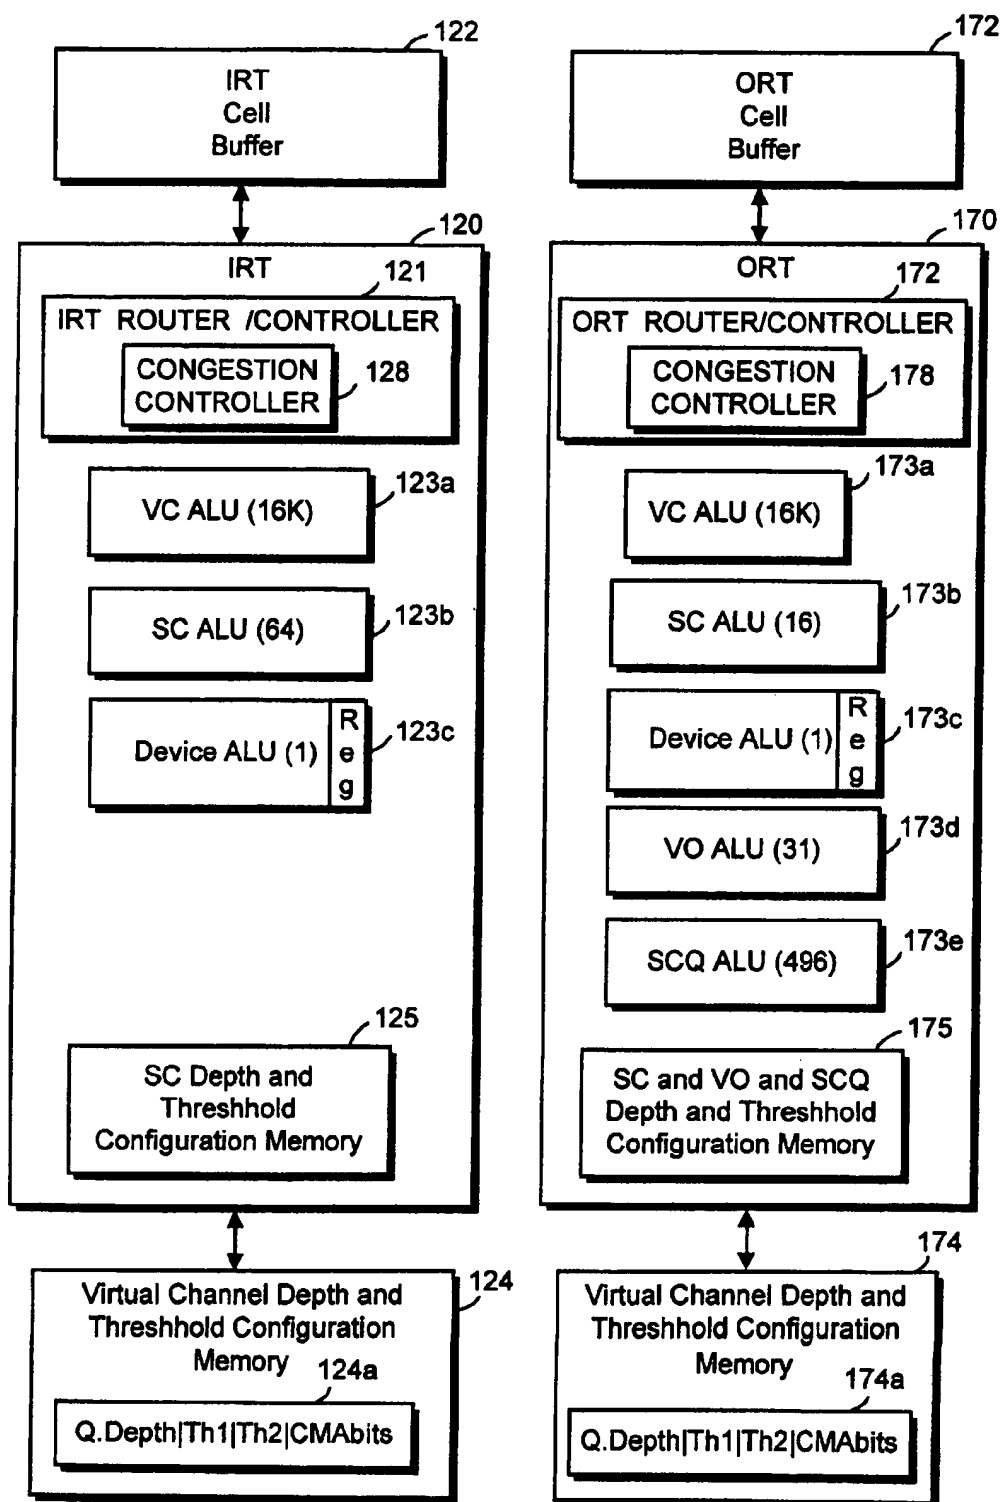 122
IRT
Cell
Buffer
120
IRT
121
IRT ROUTER /CONTROLLER
CONGESTION
CONTROLLER
128
VC ALU (16K)
123a
SC ALU (64)
123b
Device ALU (1)
Reg
123c
125
SC Depth and
Threshhold
Configuration Memory
Virtual Channel Depth and
Threshhold Configuration
Memory
124
124a
Q.Depth|Th1|Th2|CMAbits
172
ORT
Cell
Buffer
170
ORT
172
ORT ROUTER/CONTROLLER
CONGESTION
CONTROLLER
178
173a
VC ALU (16K)
173b
SC ALU (16)
Device ALU (1)
Reg
173c
173d
VO ALU (31)
173e
SCQ ALU (496)
175
SC and VO and SCQ
Depth and Threshhold
Configuration Memory
174
Virtual Channel Depth and
Threshhold Configuration
Memory
174a
Q.Depth|Th1|Th2|CMAbits